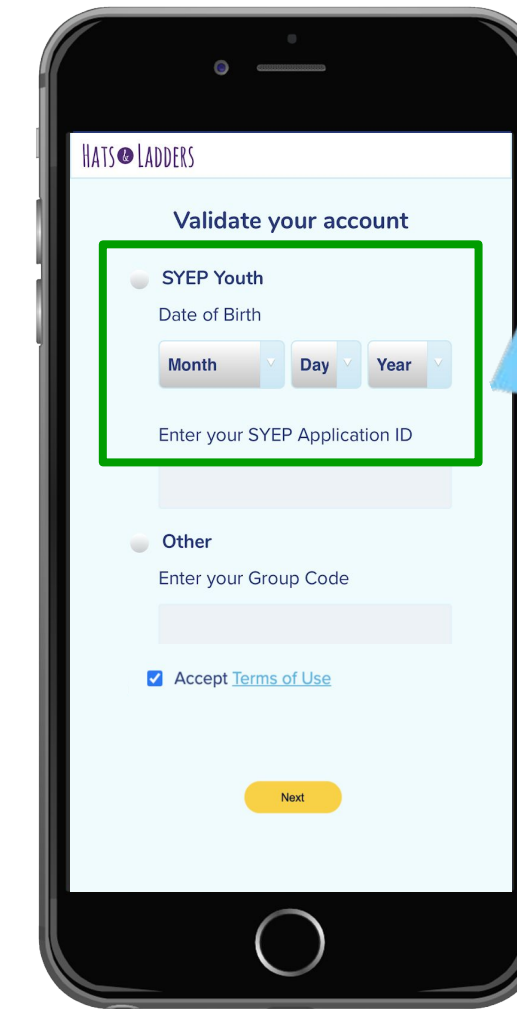 HATS & LADDERS
Validate your account
SYEP Youth
Date of Birth
Month Day Year
Enter your SYEP Application ID
Other
Enter your Group Code
Accept Terms of Use
Next